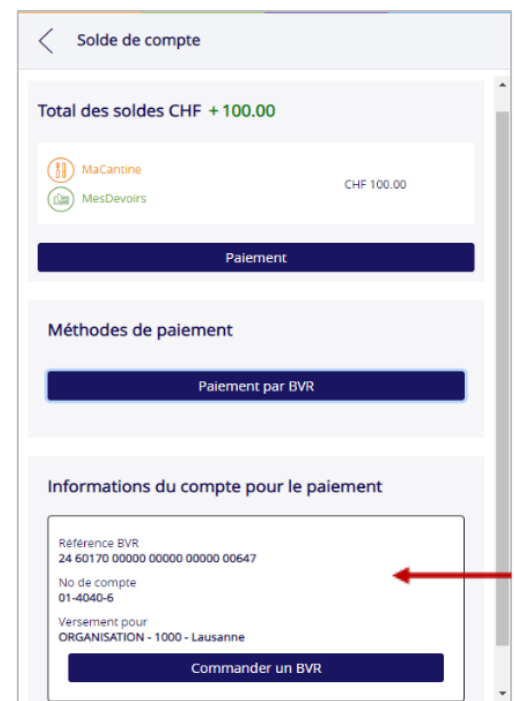 Solde de compte
Total des soldes CHF + 100.00
MaCantine
CHF 100.00
MesDevoirs
Paiement
Méthodes de paiement
Paiement par BVR
Informations du compte pour le paiement
Référence BVR
24 60170 00000 00000 00000 00647
No de compte
01-4040-6
Versement pour
ORGANISATION - 1000 - Lausanne
Commander un BVR